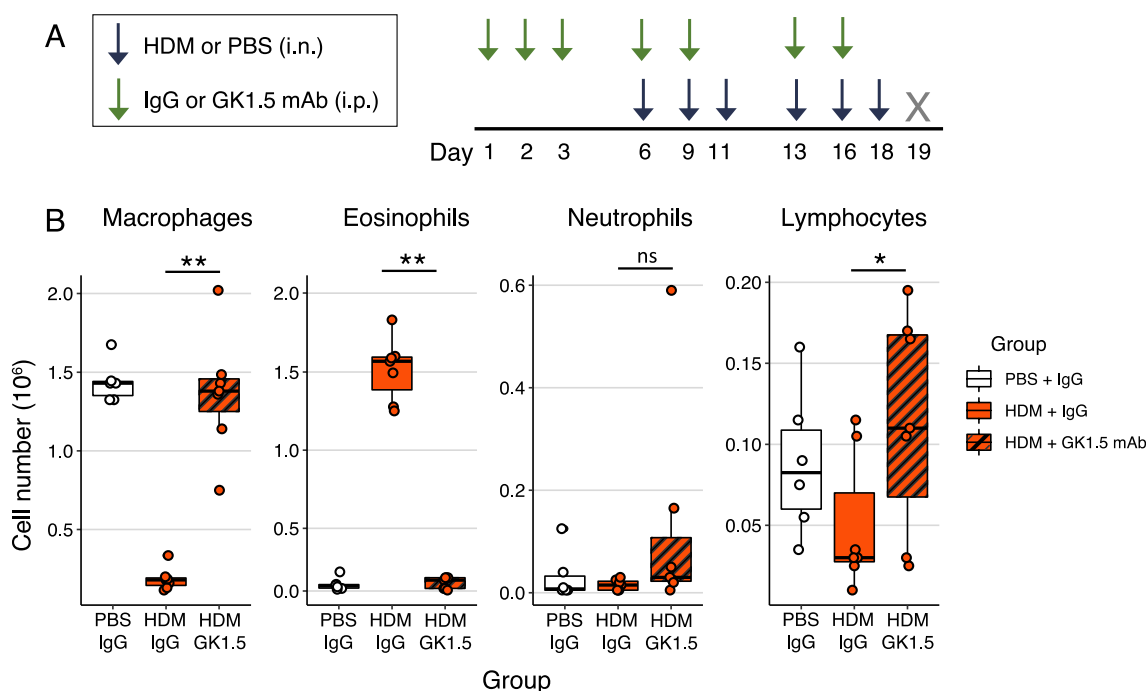 A
HDM or PBS (i.n.)
IgG or GK1.5 mAb (i.p.)
X
Day 1 2 3 6 9 11 13 16 18 19
B
Macrophages Eosinophils Neutrophils Lymphocytes
** ** ns *
Cell number (10⁶)
2.0
1.5
1.0
0.5
2.0
1.5
1.0
0.5
0.0
0.6
0.4
0.2
0.0
0.20
0.15
0.10
0.05
PBS IgG
HDM IgG
HDM GK1.5
PBS IgG
HDM IgG
HDM GK1.5
PBS IgG
HDM IgG
HDM GK1.5
PBS IgG
HDM IgG
HDM GK1.5
Group
Group
PBS + IgG
HDM + IgG
HDM + GK1.5 mAb